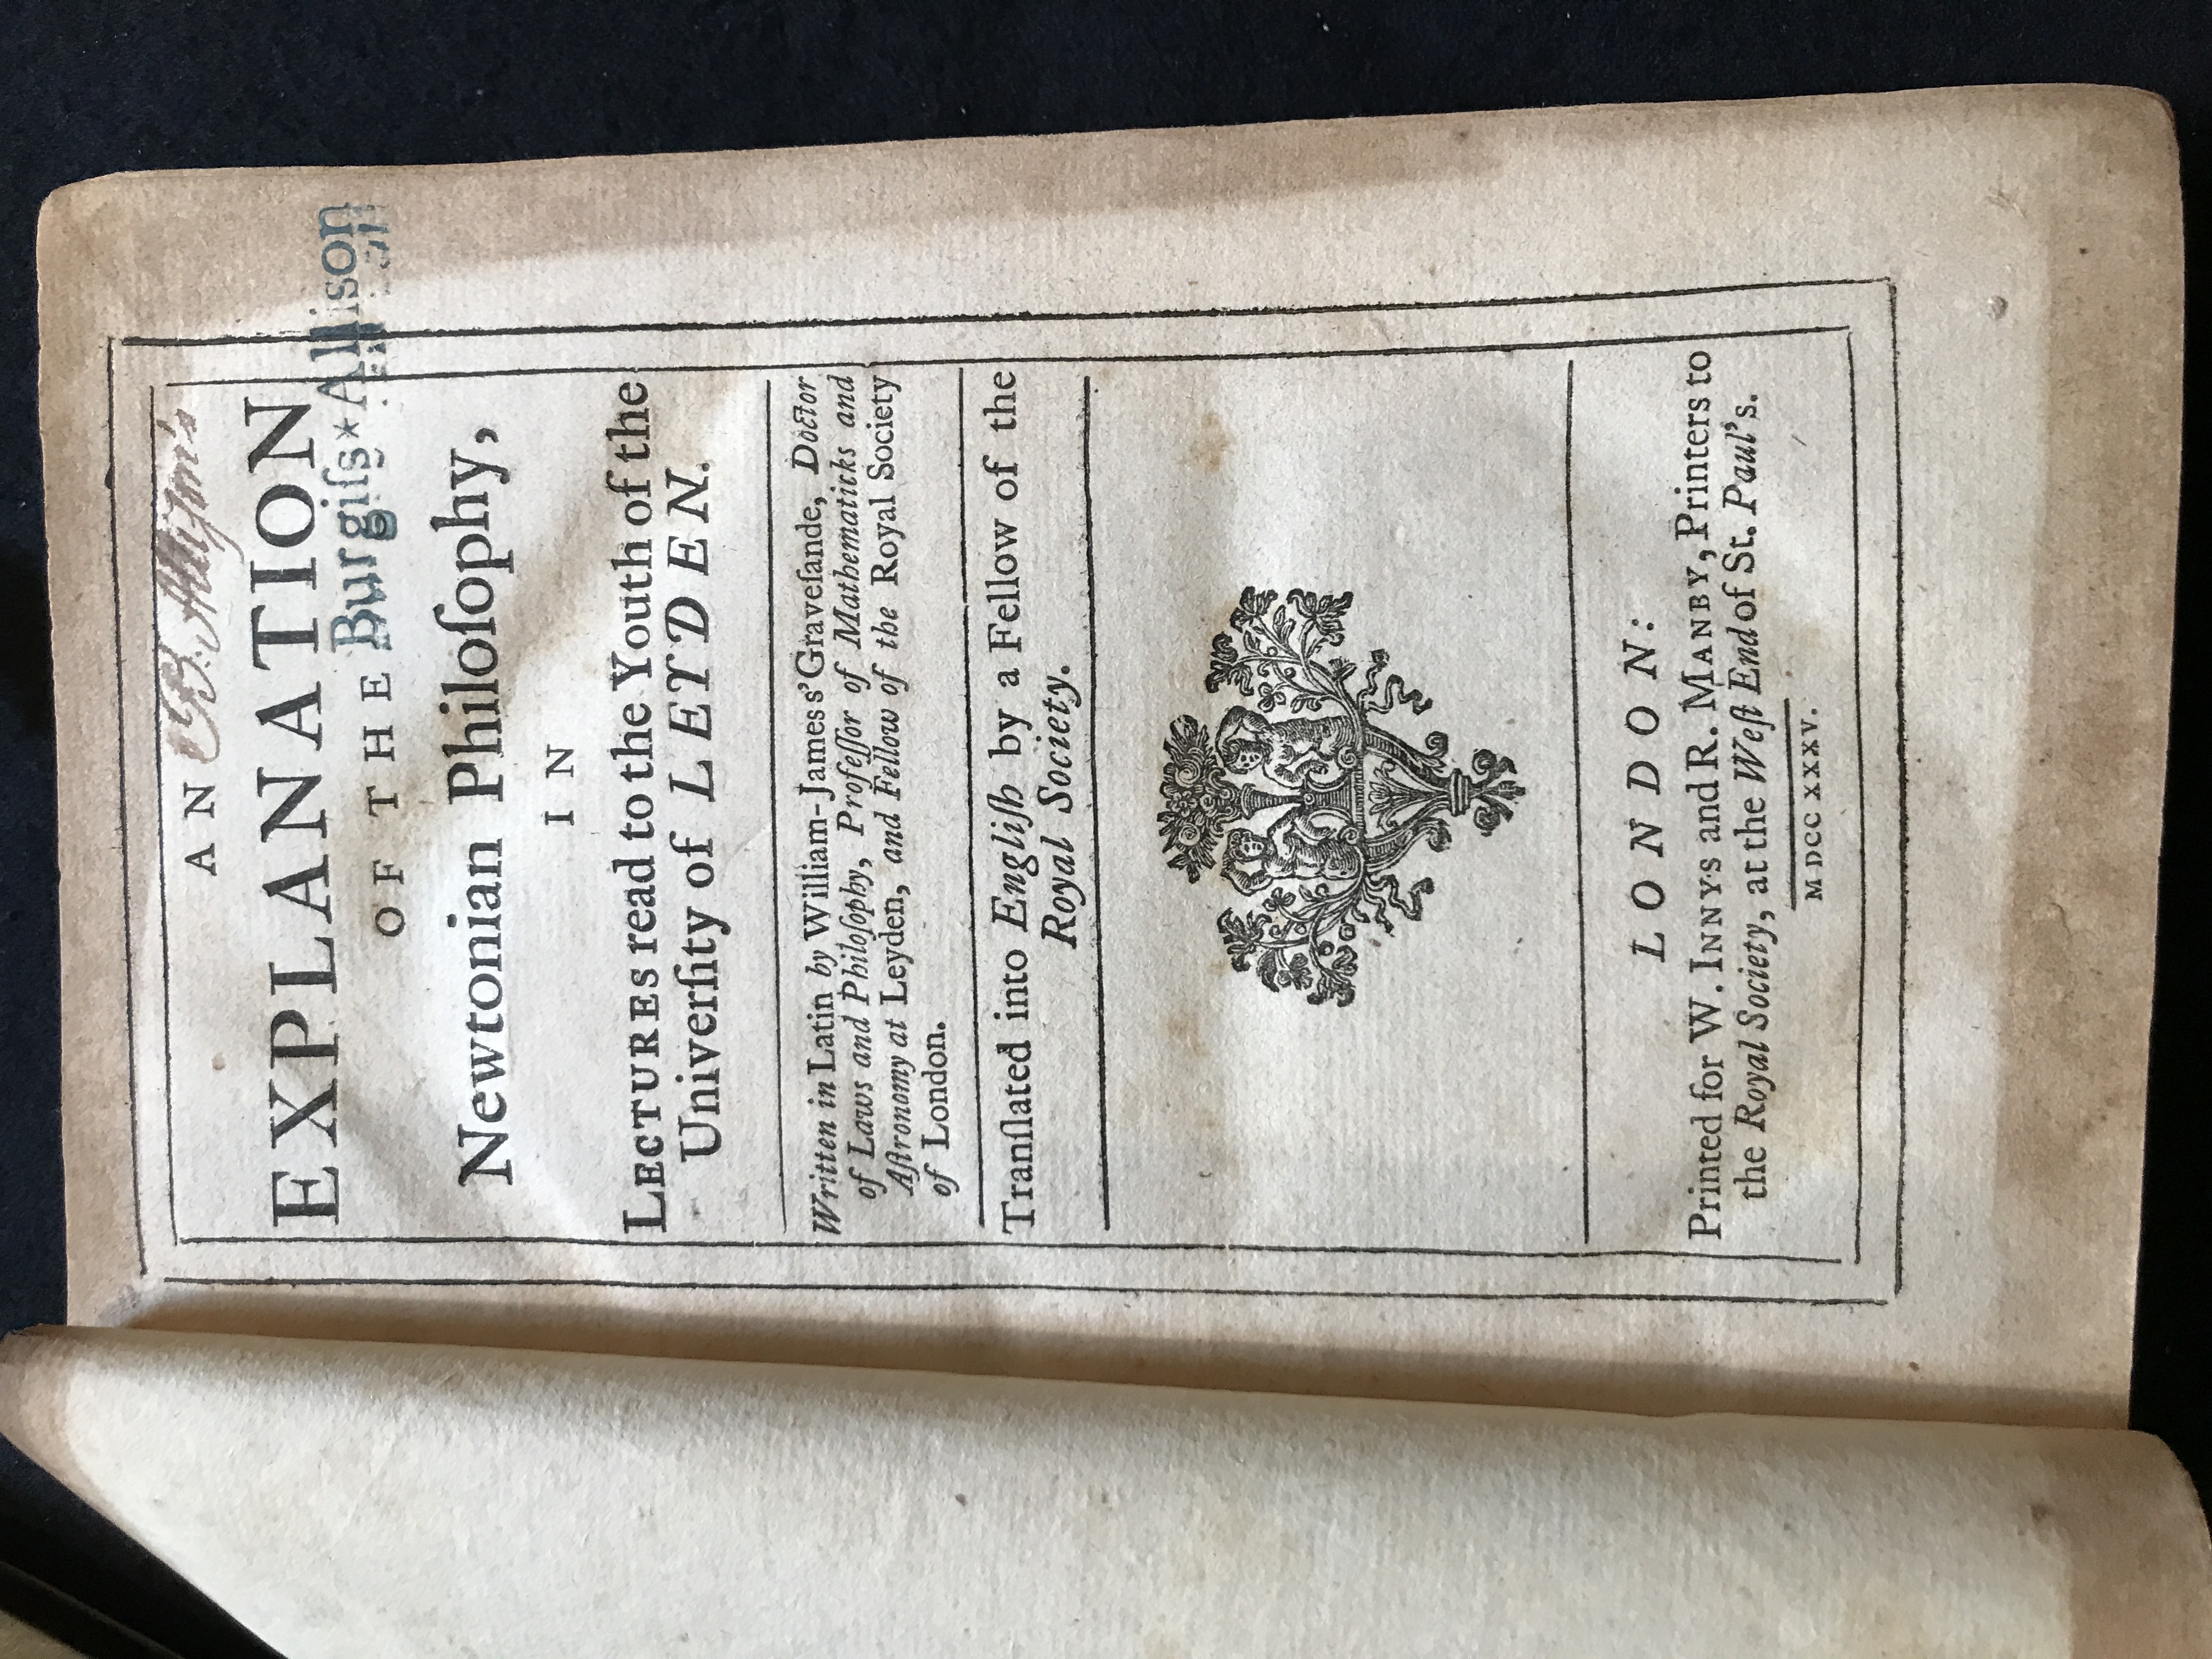 B. Alliſon's
AN
EXPLANATION
OF THE
Burgiſs★Alliſon
Newtonian Philoſophy,
IN
LECTURES read to the Youth of the
Univerſity of LEYDEN.
Written in Latin by William-James s'Graveſande, Doctor
of Laws and Philoſophy, Profeſſor of Mathematicks and
Aſtronomy at Leyden, and Fellow of the Royal Society
of London.
Tranſlated into Engliſh by a Fellow of the
Royal Society.
LONDON:
Printed for W. INNYS and R. MANBY, Printers to
the Royal Society, at the Weſt End of St. Paul's.
MDCCXXXV.